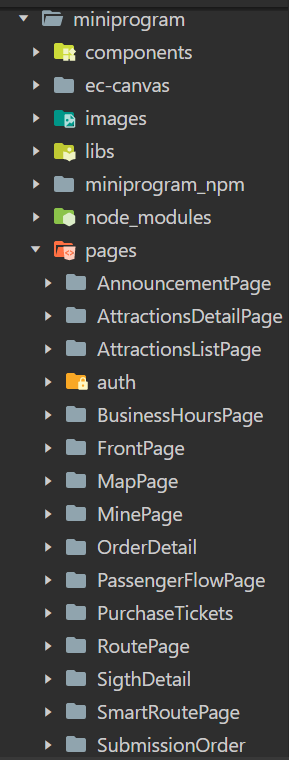 miniprogram
components
ec-canvas
images
libs
miniprogram_npm
node_modules
pages
AnnouncementPage
AttractionsDetailPage
AttractionsListPage
auth
BusinessHoursPage
FrontPage
MapPage
MinePage
OrderDetail
PassengerFlowPage
PurchaseTickets
RoutePage
SigthDetail
SmartRoutePage
SubmissionOrder